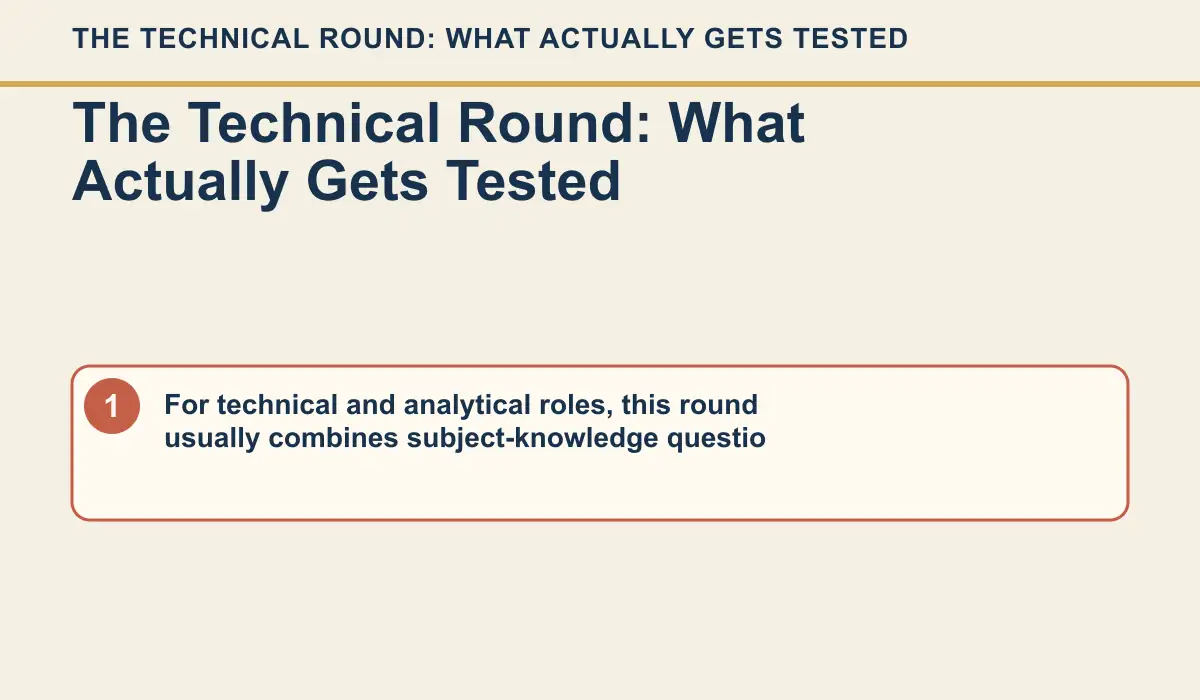 THE TECHNICAL ROUND: WHAT ACTUALLY GETS TESTED
The Technical Round: What
Actually Gets Tested
1
For technical and analytical roles, this round
usually combines subject-knowledge questio